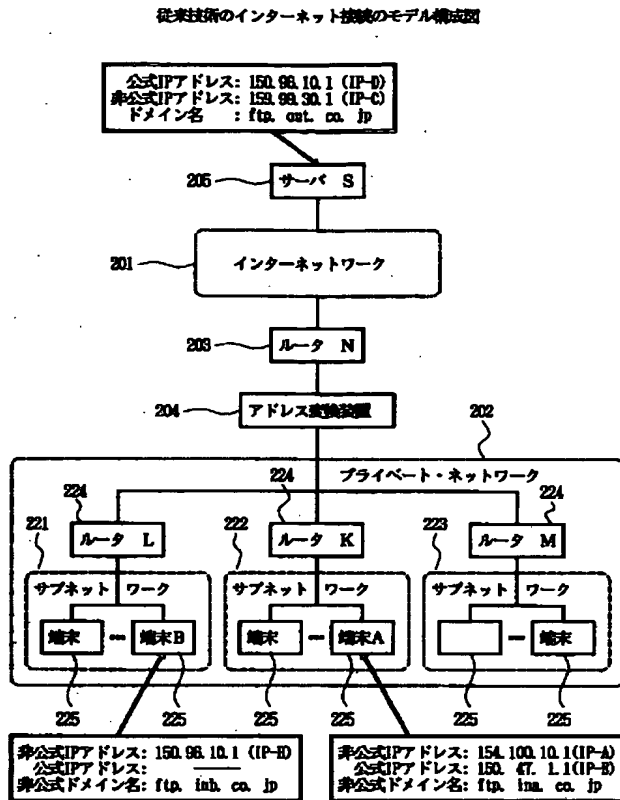 従来技術のインターネット接続のモデル構成図
公式IPアドレス: 150. 96. 10. 1 (IP-D)
非公式IPアドレス: 159. 99. 30. 1 (IP-C)
ドメイン名 : ftp. out. co. jp
205
サーバ S
201
インターネットワーク
203
ルータ N
204
アドレス変換装置
202
プライベート・ネットワーク
224
224
224
221
ルータ L
222
ルータ K
223
ルータ M
サブネット ワーク
サブネット ワーク
サブネット ワーク
端末
端末B
端末
端末A
端末
225
225
225
225
225
225
非公式IPアドレス: 150. 96. 10. 1 (IP-E)
公式IPアドレス:
非公式ドメイン名: ftp. inb. co. jp
非公式IPアドレス: 154. 100. 10. 1(IP-A)
公式IPアドレス: 150. 47. 1. 1(IP-B)
非公式ドメイン名: ftp. ina. co. jp